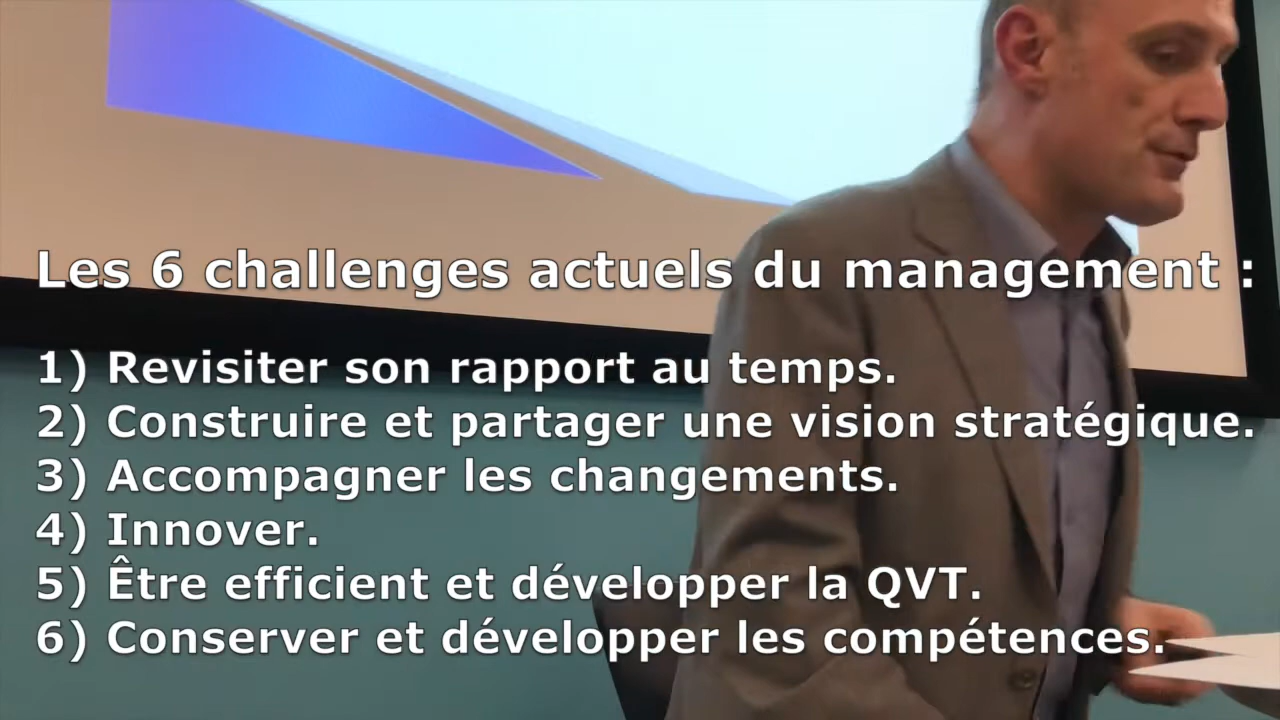 Les 6 challenges actuels du management :
1) Revisiter son rapport au temps.
2) Construire et partager une vision stratégique.
3) Accompagner les changements.
4) Innover.
5) Être efficient et développer la QVT.
6) Conserver et développer les compétences.